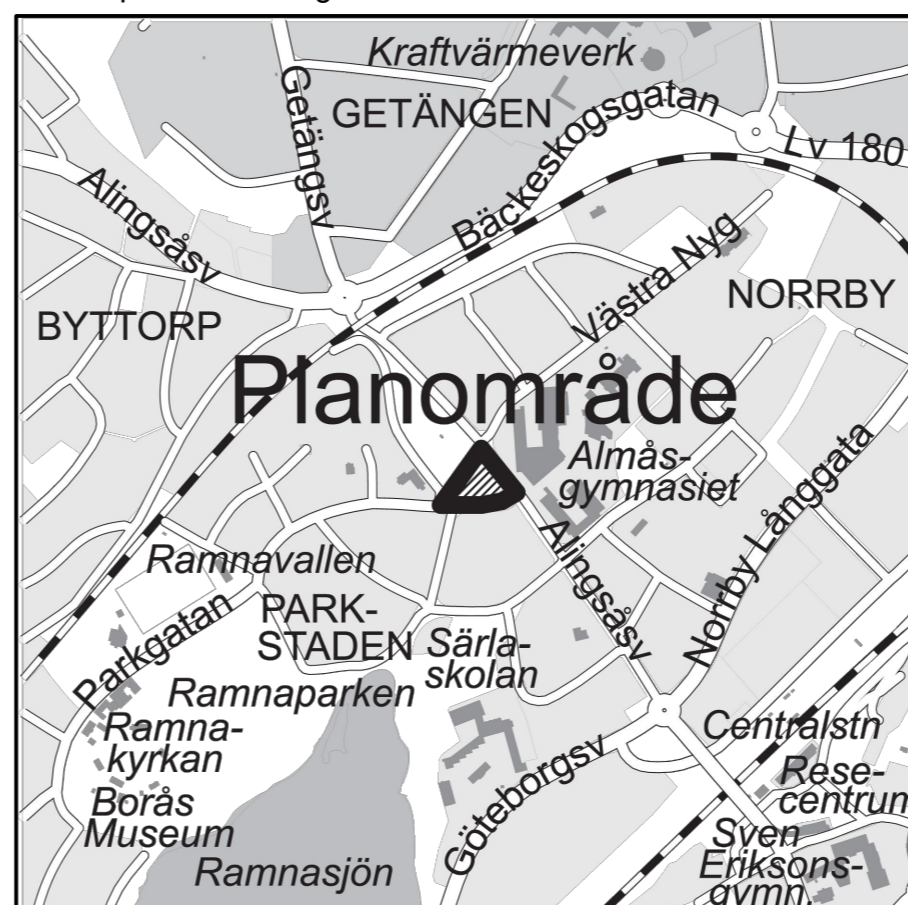 Kraftvärmeverk
GETÄNGEN
Getängsv
Bäckeskogsgatan
Lv 180
Alingsåsv
Västra Nyg
NORRBY
BYTTORP
Planområde
Almås-
gymnasiet
Norrby Långgata
Alingsåsv
Ramnavallen
Parkgatan
PARK-
STADEN
Särla-
skolan
Ramnaparken
Ramna-
kyrkan
Centralstn
Rese-
centrum
Borås
Museum
Göteborgsv
Sven
Eriksons-
gymn.
Ramnasjön